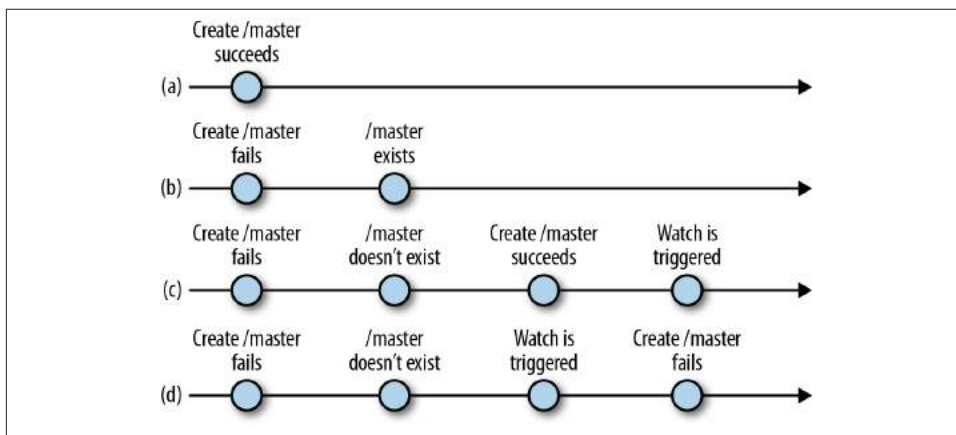 Create /master
succeeds
(a)
Create /master
fails
/master
exists
(b)
Create /master
fails
/master
doesn't exist
Create /master
succeeds
Watch is
triggered
(c)
Create /master
fails
/master
doesn't exist
Watch is
triggered
Create /master
fails
(d)